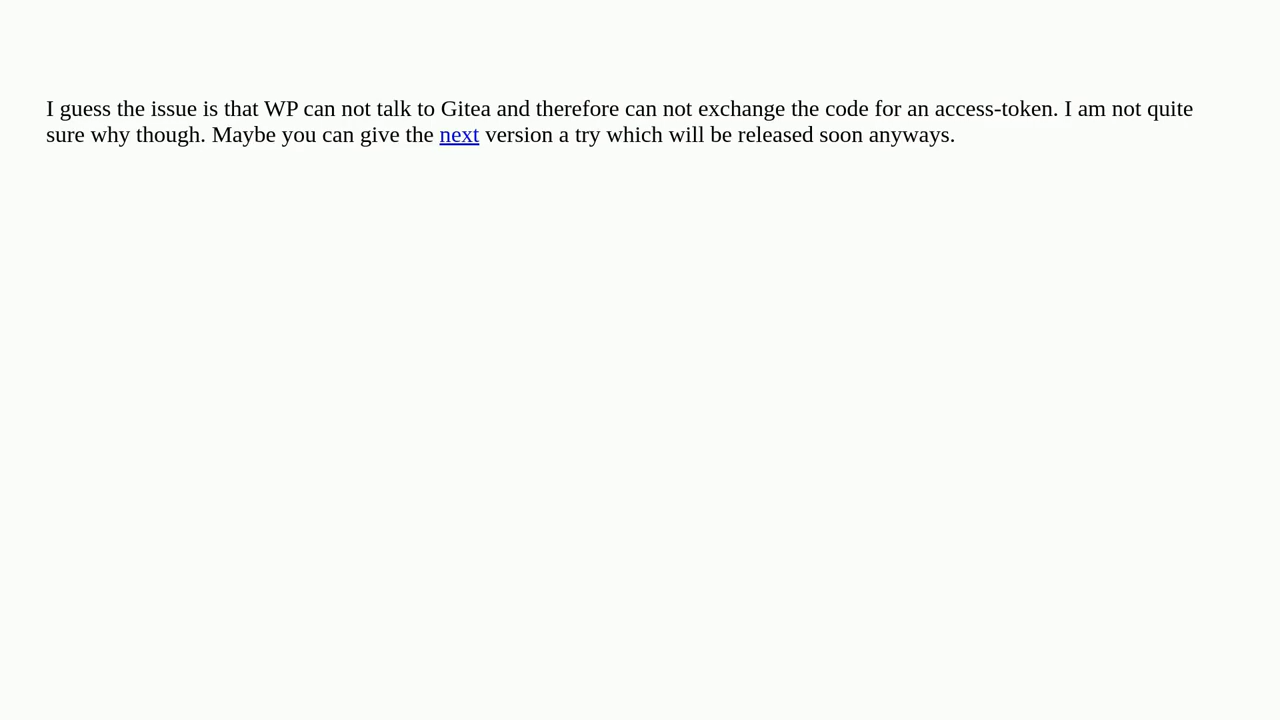 I guess the issue is that WP can not talk to Gitea and therefore can not exchange the code for an access-token. I am not quite
sure why though. Maybe you can give the next version a try which will be released soon anyways.